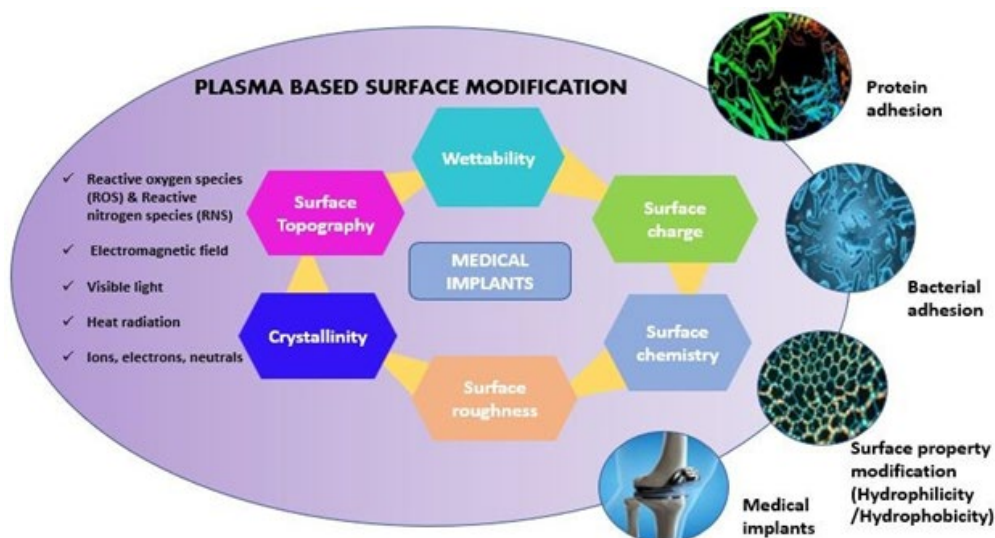 PLASMA BASED SURFACE MODIFICATION
✓ Reactive oxygen species
(ROS) & Reactive
nitrogen species (RNS)
✓ Electromagnetic field
✓ Visible light
✓ Heat radiation
✓ Ions, electrons, neutrals
Wettability
Surface
Topography
Surface
charge
MEDICAL
IMPLANTS
Crystallinity
Surface
chemistry
Surface
roughness
Protein
adhesion
Bacterial
adhesion
Surface property
modification
(Hydrophilicity
/Hydrophobicity)
Medical
implants